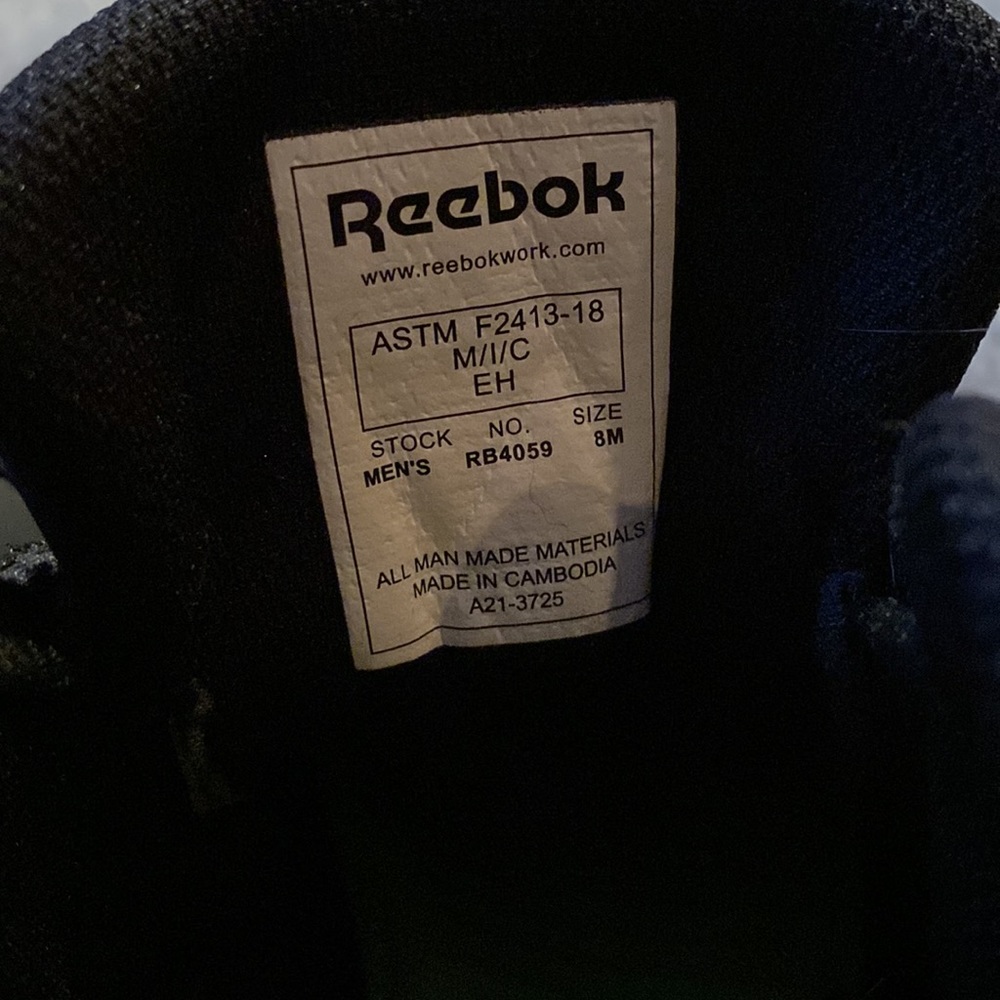 Reebok
www.reebokwork.com
ASTM F2413-18
M/I/C
EH
STOCK NO. SIZE
MEN'S RB4059 8M
ALL MAN MADE MATERIALS
MADE IN CAMBODIA
A21-3725